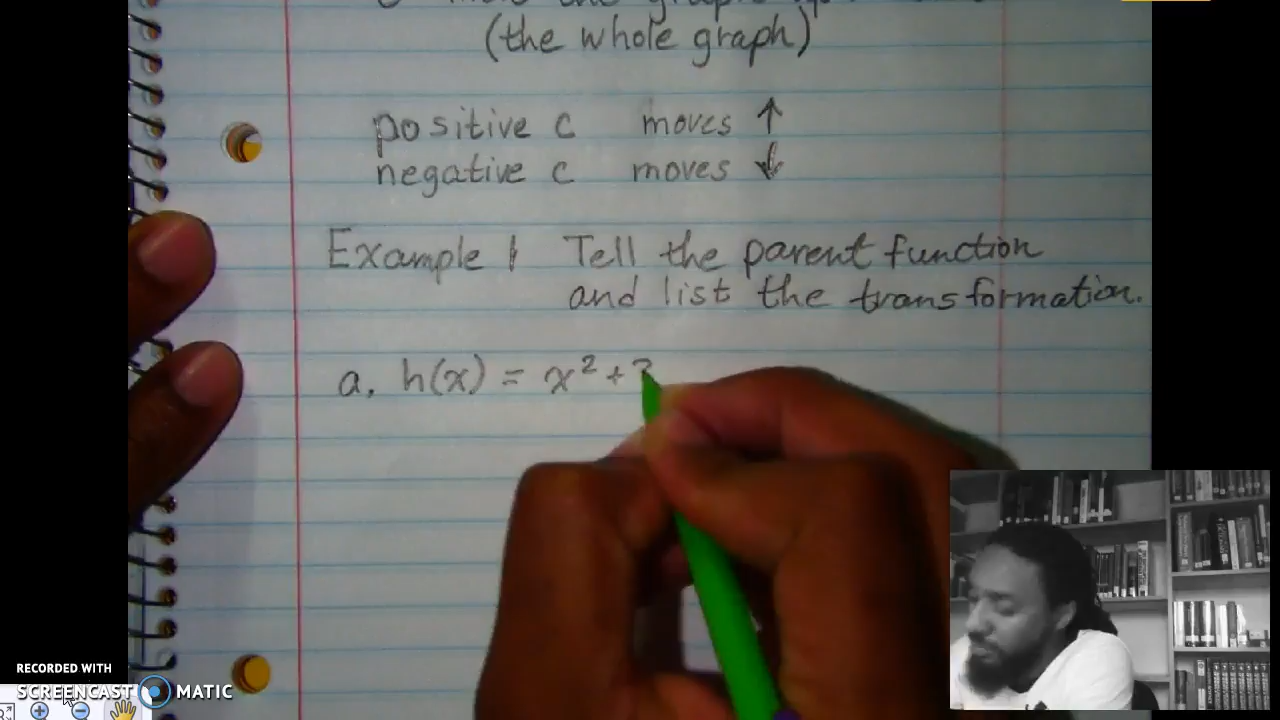 (the whole graph)
positive c moves ↑
negative c moves ↓
Example 1 Tell the parent function
and list the transformation.
a. h(x) = x² +
RECORDED WITH
SCREENCAST MATIC